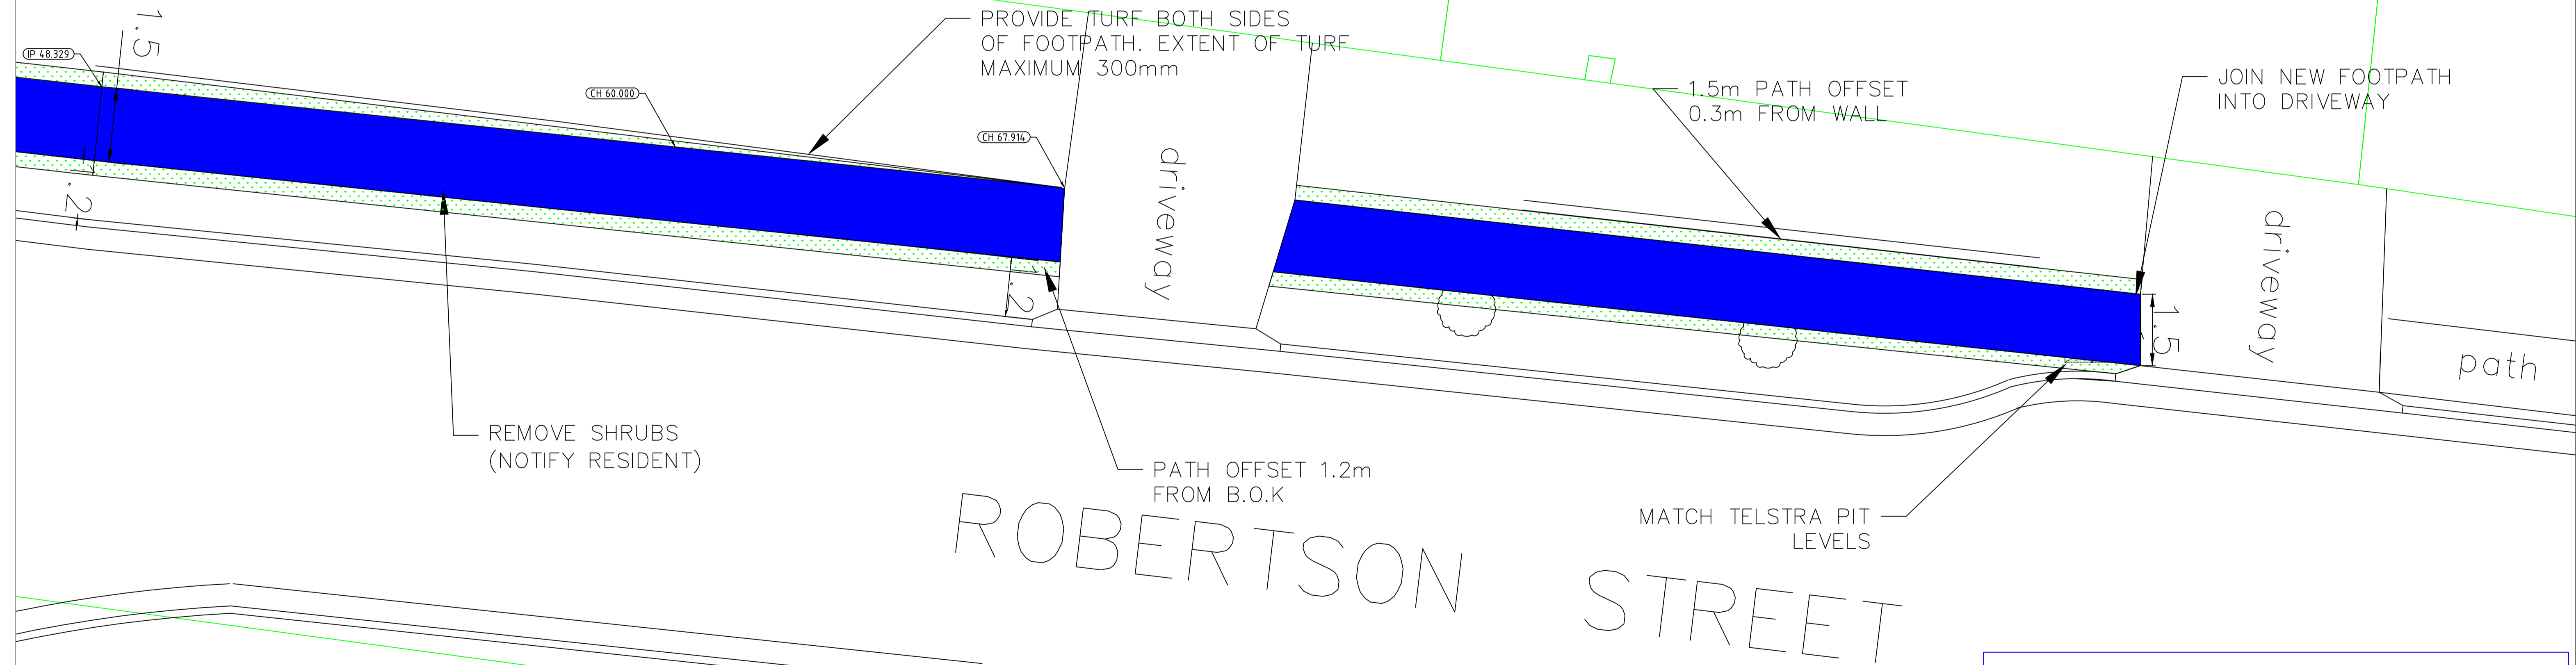 1.5
IP 48.329
PROVIDE TURF BOTH SIDES
OF FOOTPATH. EXTENT OF TURF
MAXIMUM 300mm
CH 60.000
CH 67.914
1.5m PATH OFFSET
0.3m FROM WALL
JOIN NEW FOOTPATH
INTO DRIVEWAY
1.2
driveway
1.2
driveway
1.5
path
REMOVE SHRUBS
(NOTIFY RESIDENT)
PATH OFFSET 1.2m
FROM B.O.K
MATCH TELSTRA PIT
LEVELS
ROBERTSON STREET